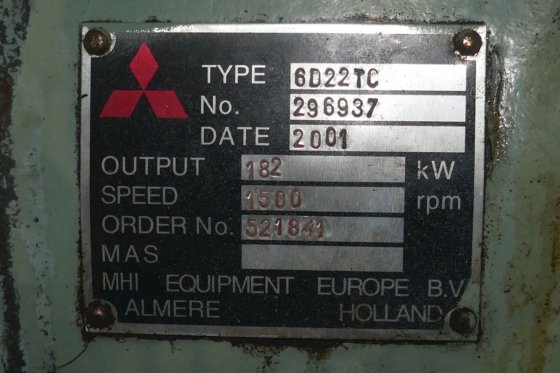 TYPE 6D22TC
No. 296937
DATE 2001
OUTPUT 182 kW
SPEED 1500 rpm
ORDER No. 521841
MAS
MHI EQUIPMENT EUROPE B.V
ALMERE HOLLAND